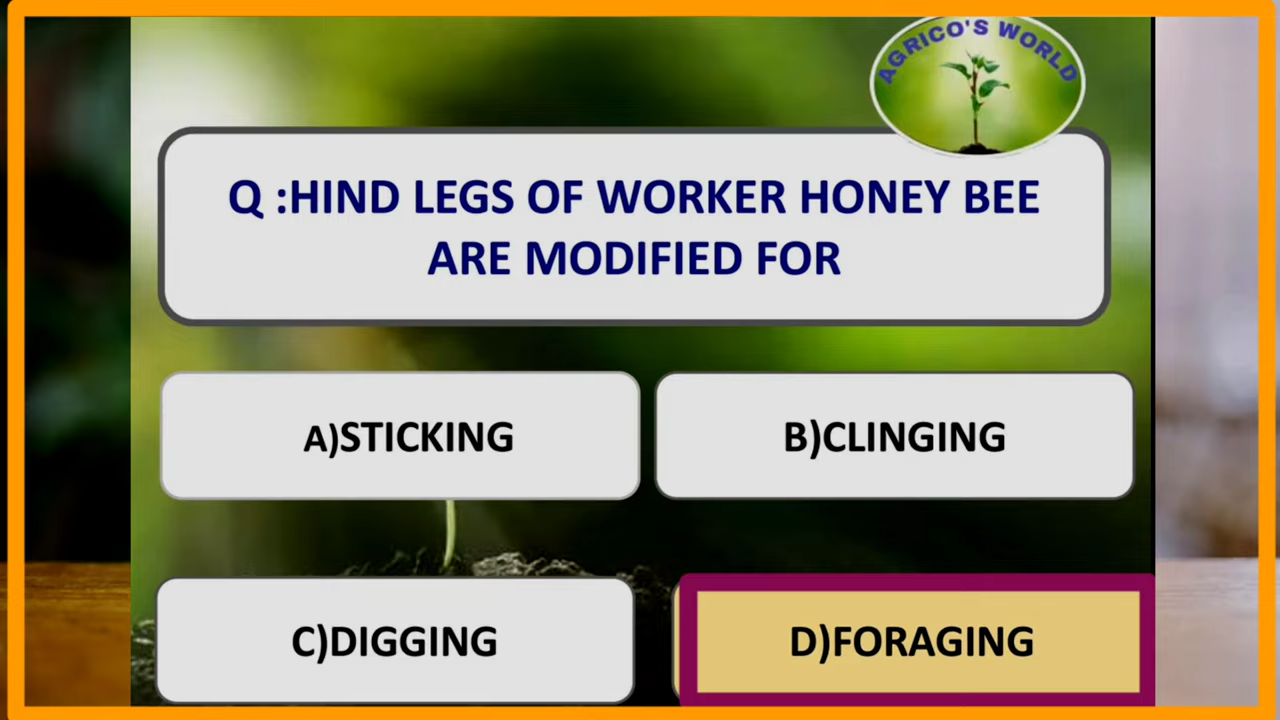 AGRICO'S WORLD
Q :HIND LEGS OF WORKER HONEY BEE
ARE MODIFIED FOR
A)STICKING
B)CLINGING
C)DIGGING
D)FORAGING